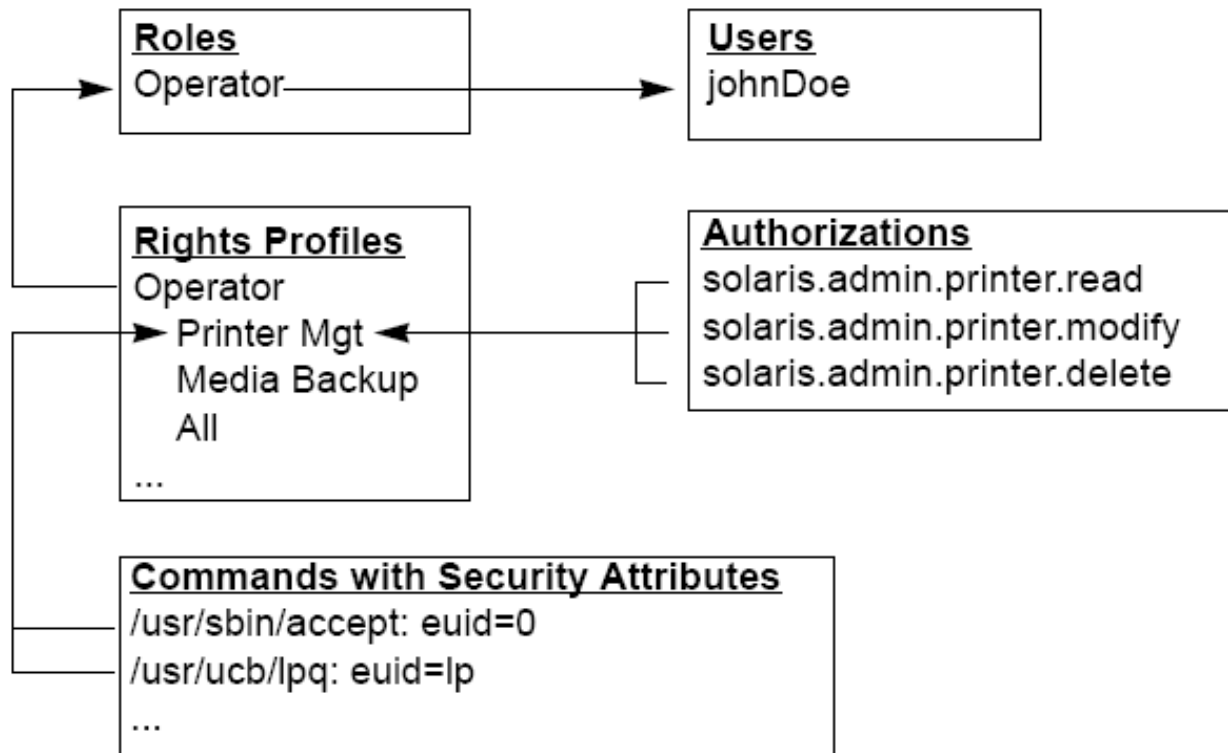 Roles
Operator
Users
johnDoe
Rights Profiles
Operator
Printer Mgt
Media Backup
All
...
Authorizations
solaris.admin.printer.read
solaris.admin.printer.modify
solaris.admin.printer.delete
Commands with Security Attributes
/usr/sbin/accept: euid=0
/usr/ucb/lpq: euid=lp
...